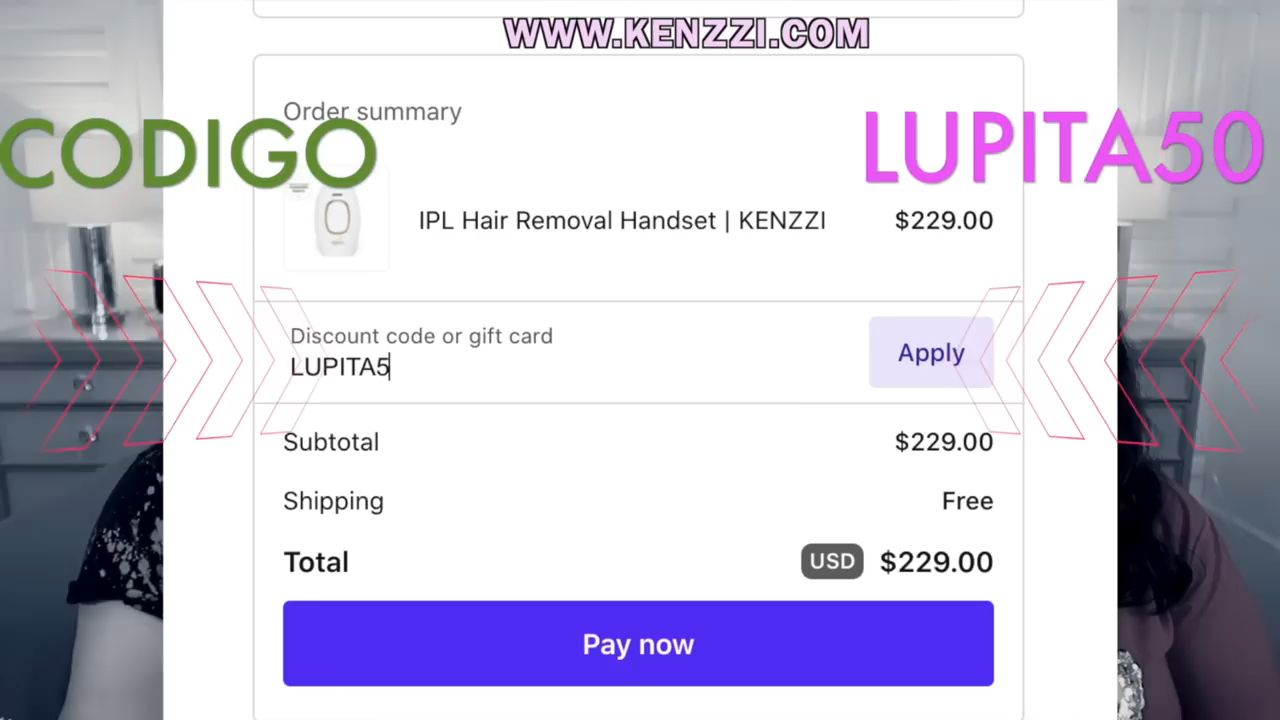 WWW.KENZZI.COM
Order summary
CODIGO
LUPITA50
IPL Hair Removal Handset | KENZZI
$229.00
Discount code or gift card
LUPITA5
Apply
Subtotal
$229.00
Shipping
Free
Total
USD
$229.00
Pay now